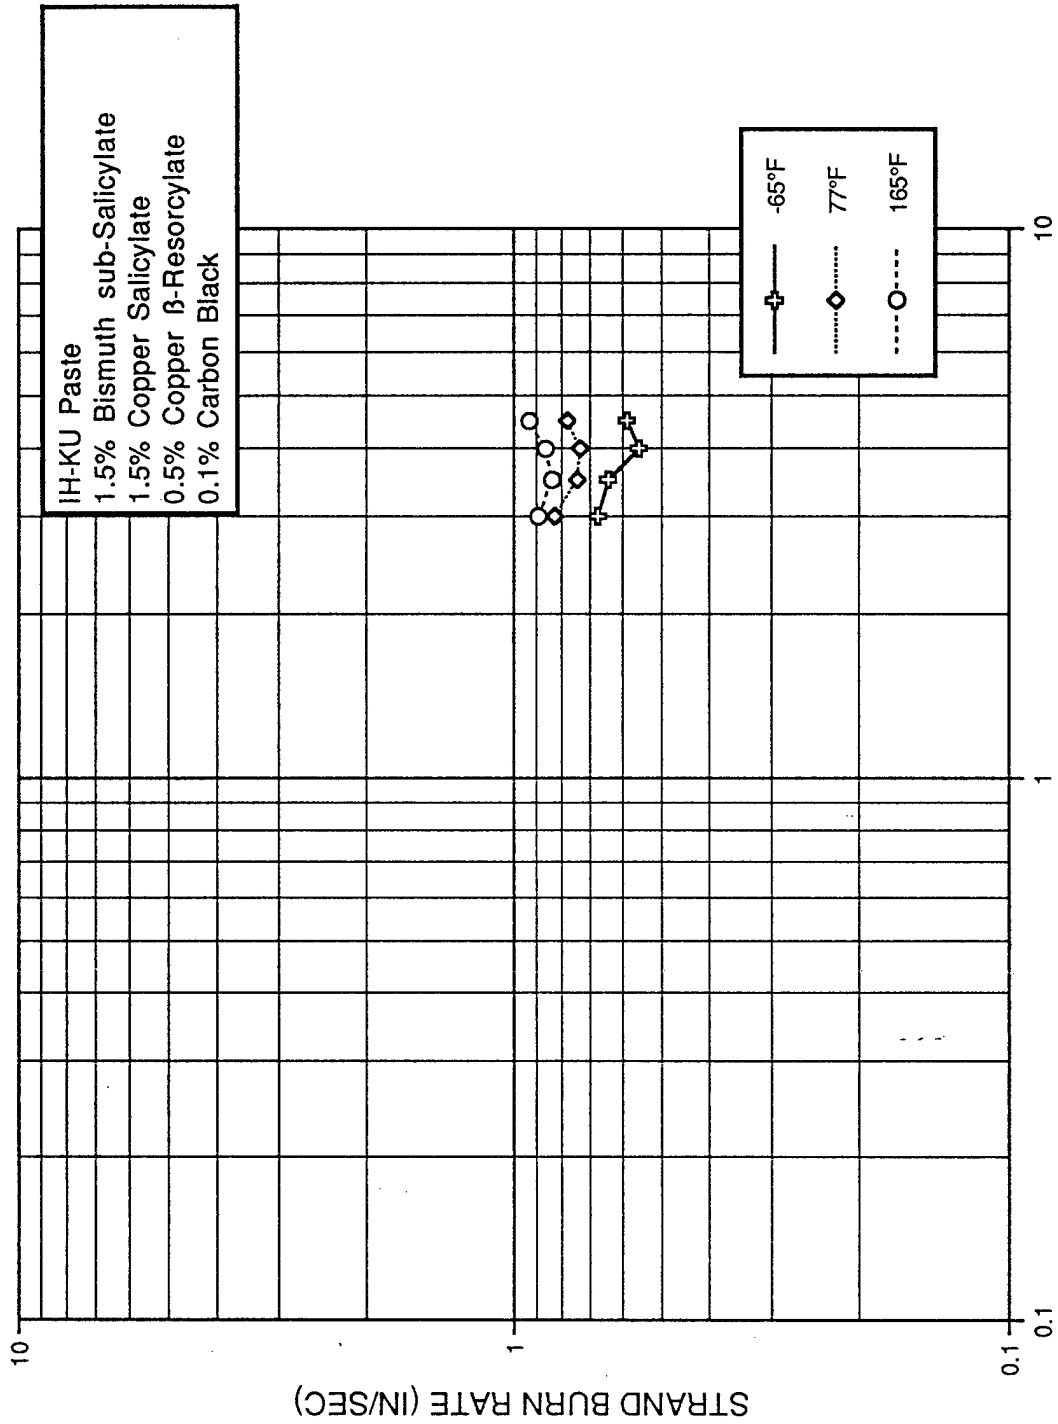 IH-KU Paste
1.5% Bismuth sub-Salicylate
1.5% Copper Salicylate
0.5% Copper β-Resorcylate
0.1% Carbon Black
10
1
0.1
STRAND BURN RATE (IN/SEC)
0.1
1
10
-65°F
77°F
165°F